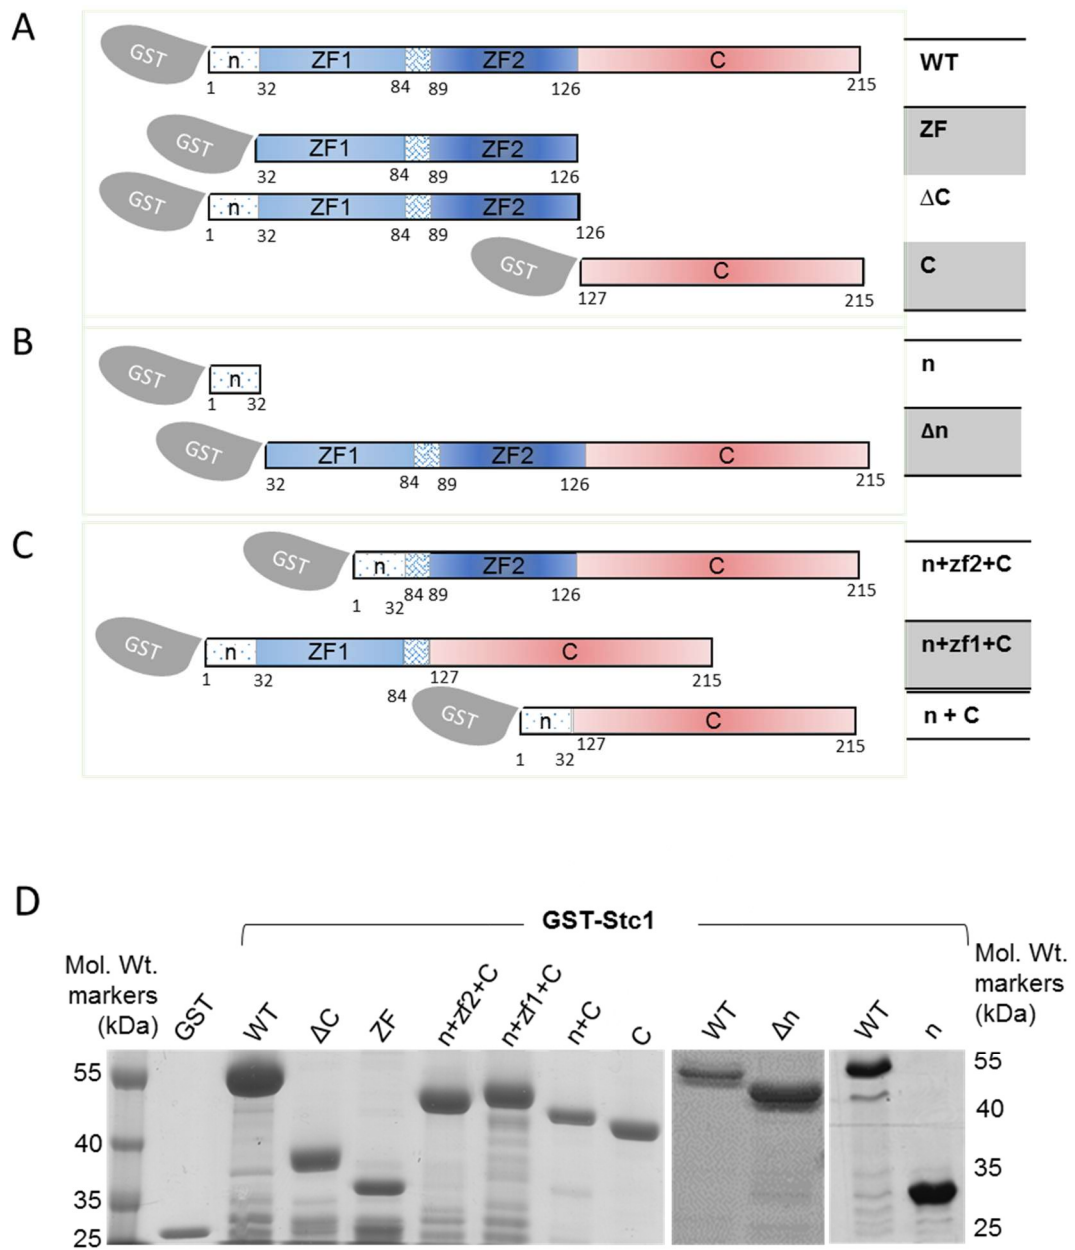 A
GST n ZF1 ZF2 C WT
1 32 84 89 126 215
GST ZF1 ZF2 ZF
32 84 89 126
GST n ZF1 ZF2 ΔC
1 32 84 89 126
GST C C
127 215
B
GST n n
1 32
GST ZF1 ZF2 C Δn
32 84 89 126 215
C
GST n ZF2 C n+zf2+C
1 32 84 89 126 215
GST n ZF1 C n+zf1+C
1 32 84 127 215
GST n C n + C
1 32 127 215
D
GST-Stc1
Mol. Wt.
markers
(kDa)
GST WT ΔC ZF n+zf2+C n+zf1+C n+C C WT Δn WT n
Mol. Wt.
markers
(kDa)
55
40
35
25
55
40
35
25